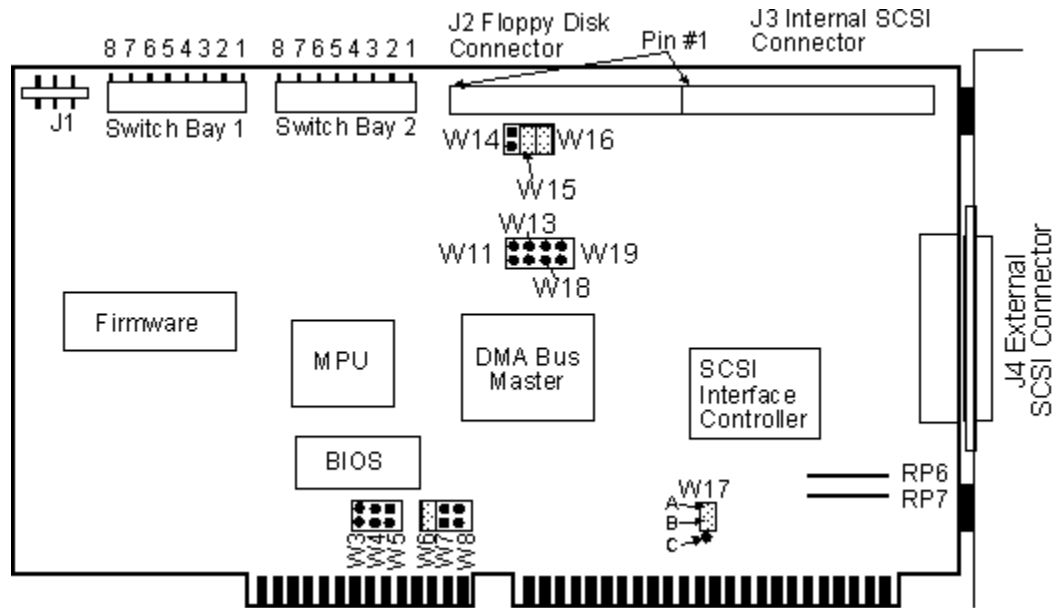 J2 Floppy Disk
Connector
Pin #1
J3 Internal SCSI
Connector
8 7 6 5 4 3 2 1
8 7 6 5 4 3 2 1
J1
Switch Bay 1
Switch Bay 2
W14
W16
W15
W13
W11
W19
W18
Firmware
MPU
DMA Bus
Master
SCSI
Interface
Controller
J4 External
SCSI Connector
BIOS
RP6
RP7
W17
A
B
C
W3
W4
W5
W6
W7
W8